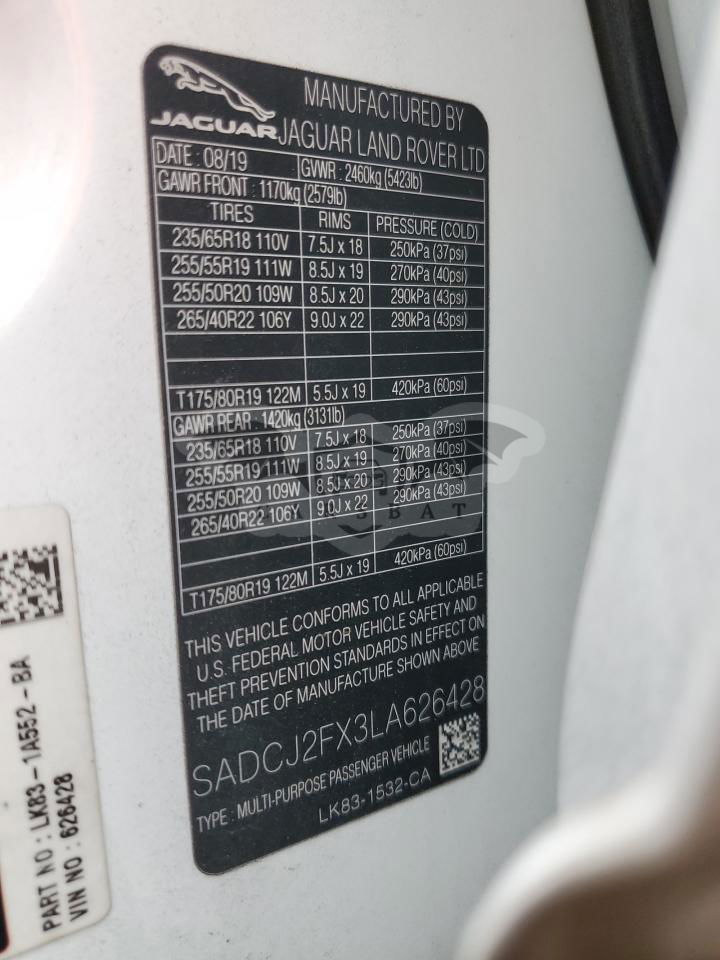 JAGUAR
MANUFACTURED BY
JAGUAR LAND ROVER LTD
DATE : 08/19 GVWR : 2460kg (5423lb)
GAWR FRONT : 1170kg (2579lb)
TIRES RIMS PRESSURE (COLD)
235/65R18 110V 7.5J x 18 250kPa (37psi)
255/55R19 111W 8.5J x 19 270kPa (40psi)
255/50R20 109W 8.5J x 20 290kPa (43psi)
265/40R22 106Y 9.0J x 22 290kPa (43psi)
T175/80R19 122M 5.5J x 19 420kPa (60psi)
GAWR REAR : 1420kg (3131lb)
235/65R18 110V 7.5J x 18 250kPa (37psi)
255/55R19 111W 8.5J x 19 270kPa (40psi)
255/50R20 109W 8.5J x 20 290kPa (43psi)
265/40R22 106Y 9.0J x 22 290kPa (43psi)
T175/80R19 122M 5.5J x 19 420kPa (60psi)
THIS VEHICLE CONFORMS TO ALL APPLICABLE
U.S. FEDERAL MOTOR VEHICLE SAFETY AND
THEFT PREVENTION STANDARDS IN EFFECT ON
THE DATE OF MANUFACTURE SHOWN ABOVE
SADCJ2FX3LA626428
TYPE : MULTI-PURPOSE PASSENGER VEHICLE
LK83-1532-CA
PART NO : LK83-1A552-BA
VIN NO : 626428